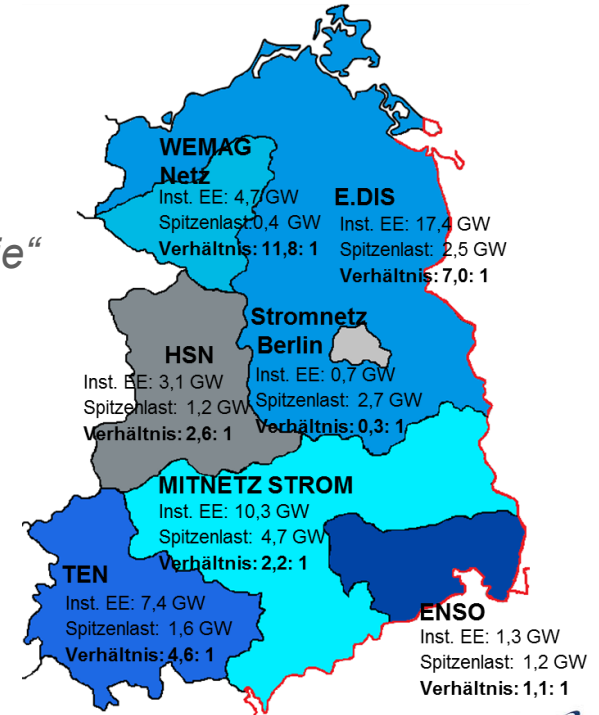 ie“
WEMAG
Netz
Inst. EE: 4,7 GW
Spitzenlast:0,4 GW
Verhältnis: 11,8: 1
E.DIS
Inst. EE: 17,4 GW
Spitzenlast: 2,5 GW
Verhältnis: 7,0: 1
Stromnetz
Berlin
Inst. EE: 0,7 GW
Spitzenlast: 2,7 GW
Verhältnis: 0,3: 1
HSN
Inst. EE: 3,1 GW
Spitzenlast: 1,2 GW
Verhältnis: 2,6: 1
MITNETZ STROM
Inst. EE: 10,3 GW
Spitzenlast: 4,7 GW
Verhältnis: 2,2: 1
TEN
Inst. EE: 7,4 GW
Spitzenlast: 1,6 GW
Verhältnis: 4,6: 1
ENSO
Inst. EE: 1,3 GW
Spitzenlast: 1,2 GW
Verhältnis: 1,1: 1